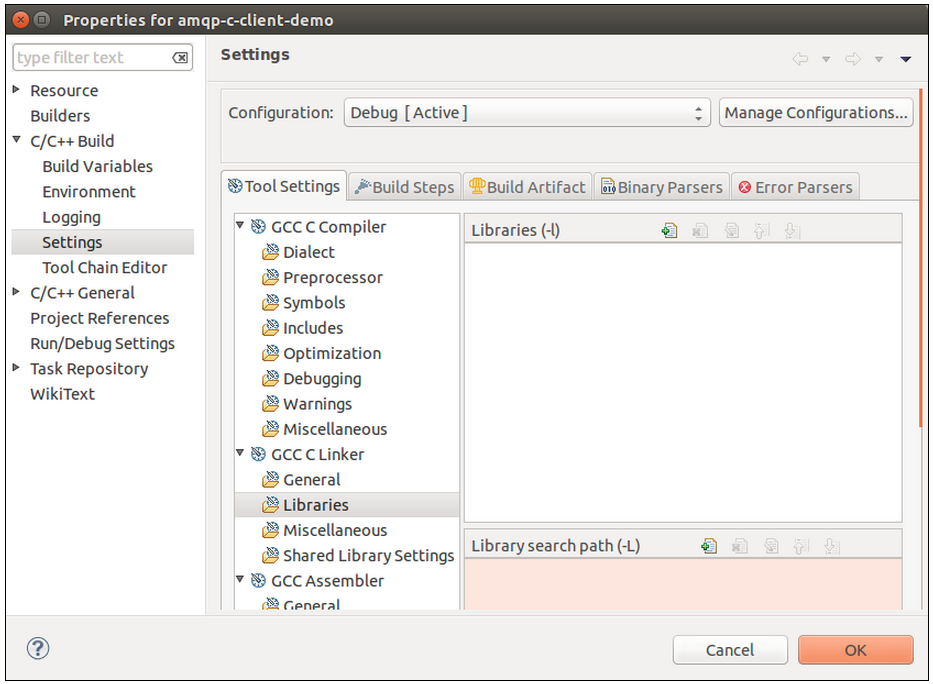 Properties for amqp-c-client-demo
type filter text
Resource
Builders
C/C++ Build
Build Variables
Environment
Logging
Settings
Tool Chain Editor
C/C++ General
Project References
Run/Debug Settings
Task Repository
WikiText
Settings
Configuration: Debug [ Active ] Manage Configurations...
Tool Settings Build Steps Build Artifact Binary Parsers Error Parsers
GCC C Compiler
Dialect
Preprocessor
Symbols
Includes
Optimization
Debugging
Warnings
Miscellaneous
GCC C Linker
General
Libraries
Miscellaneous
Shared Library Settings
GCC Assembler
General
Libraries (-l)
Library search path (-L)
Cancel OK